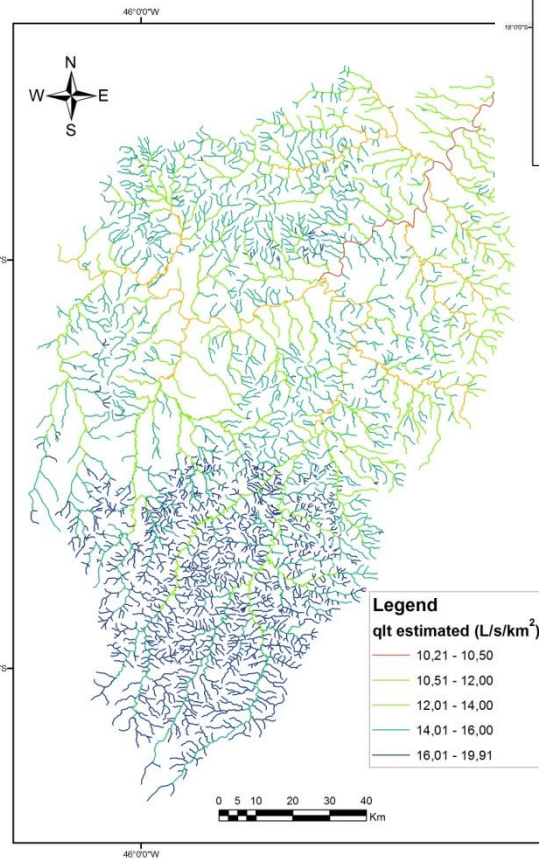 46°0'0"W
18°0'0"S
N
W E
S
S
Legend
qlt estimated (L/s/km²)
10,21 - 10,50
10,51 - 12,00
12,01 - 14,00
14,01 - 16,00
16,01 - 19,91
S
0 5 10 20 30 40
Km
46°0'0"W